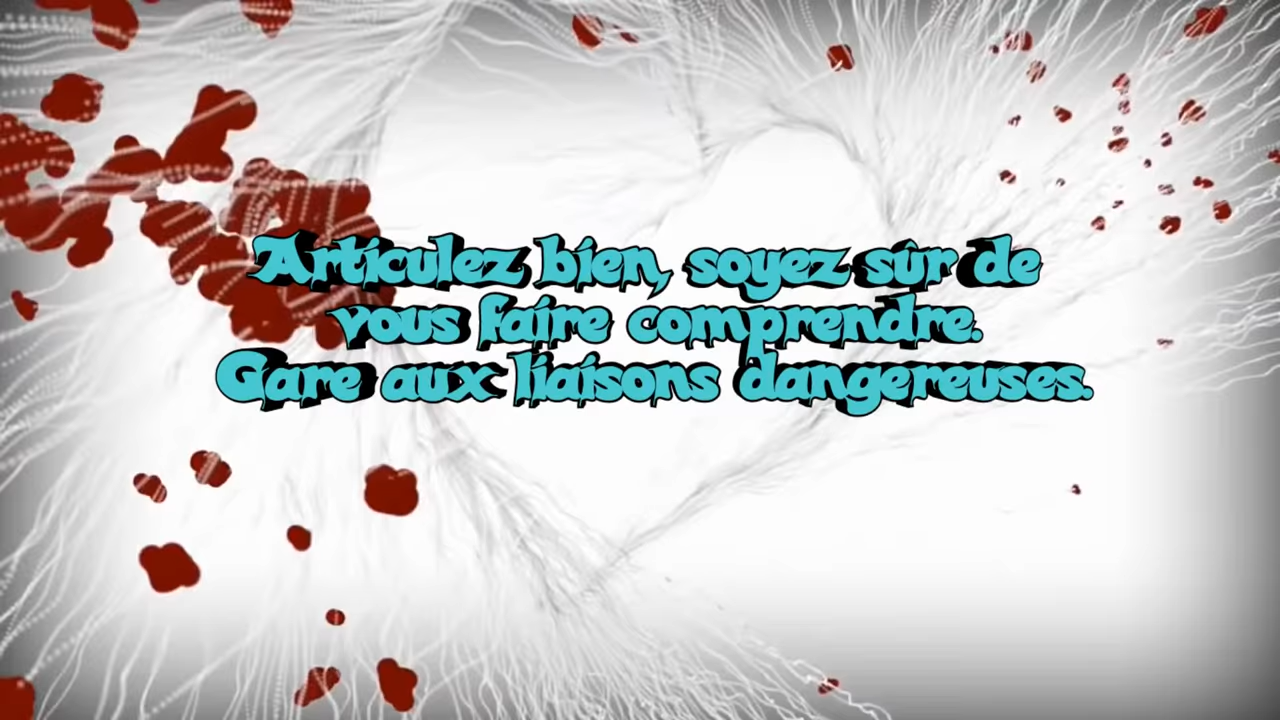 Articulez bien, soyez sûr de
vous faire comprendre.
Gare aux liaisons dangereuses.